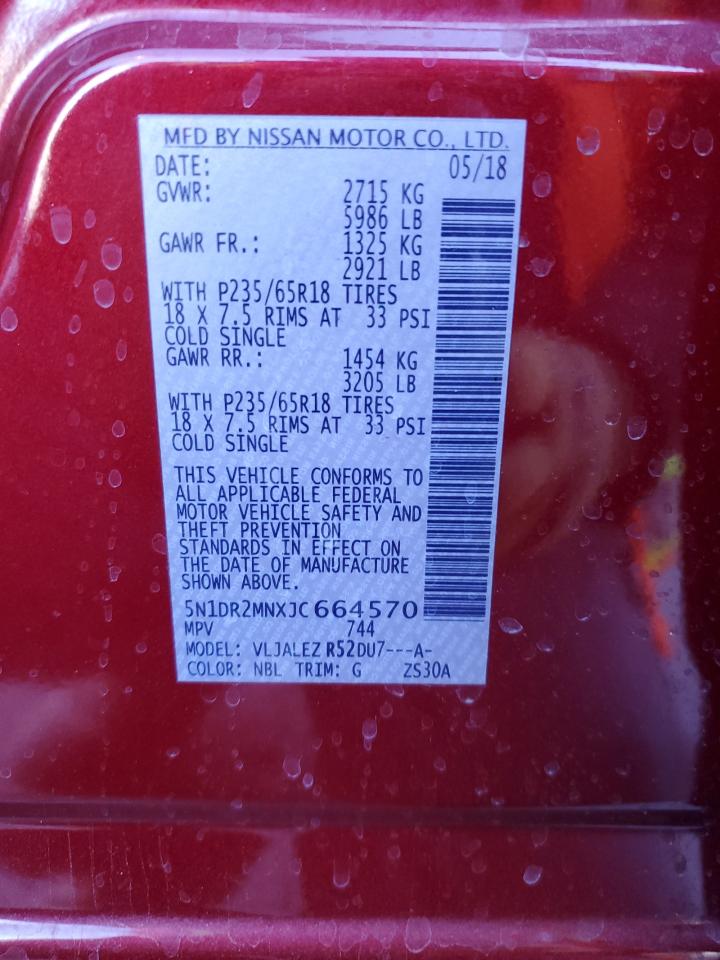 MFD BY NISSAN MOTOR CO., LTD.
DATE: 05/18
GVWR: 2715 KG
5986 LB
GAWR FR.: 1325 KG
2921 LB
WITH P235/65R18 TIRES
18 X 7.5 RIMS AT 33 PSI
COLD SINGLE
GAWR RR.: 1454 KG
3205 LB
WITH P235/65R18 TIRES
18 X 7.5 RIMS AT 33 PSI
COLD SINGLE
THIS VEHICLE CONFORMS TO
ALL APPLICABLE FEDERAL
MOTOR VEHICLE SAFETY AND
THEFT PREVENTION
STANDARDS IN EFFECT ON
THE DATE OF MANUFACTURE
SHOWN ABOVE.
5N1DR2MNXJC664570
MPV 744
MODEL: VLJALEZ R52DU7---A-
COLOR: NBL TRIM: G ZS30A